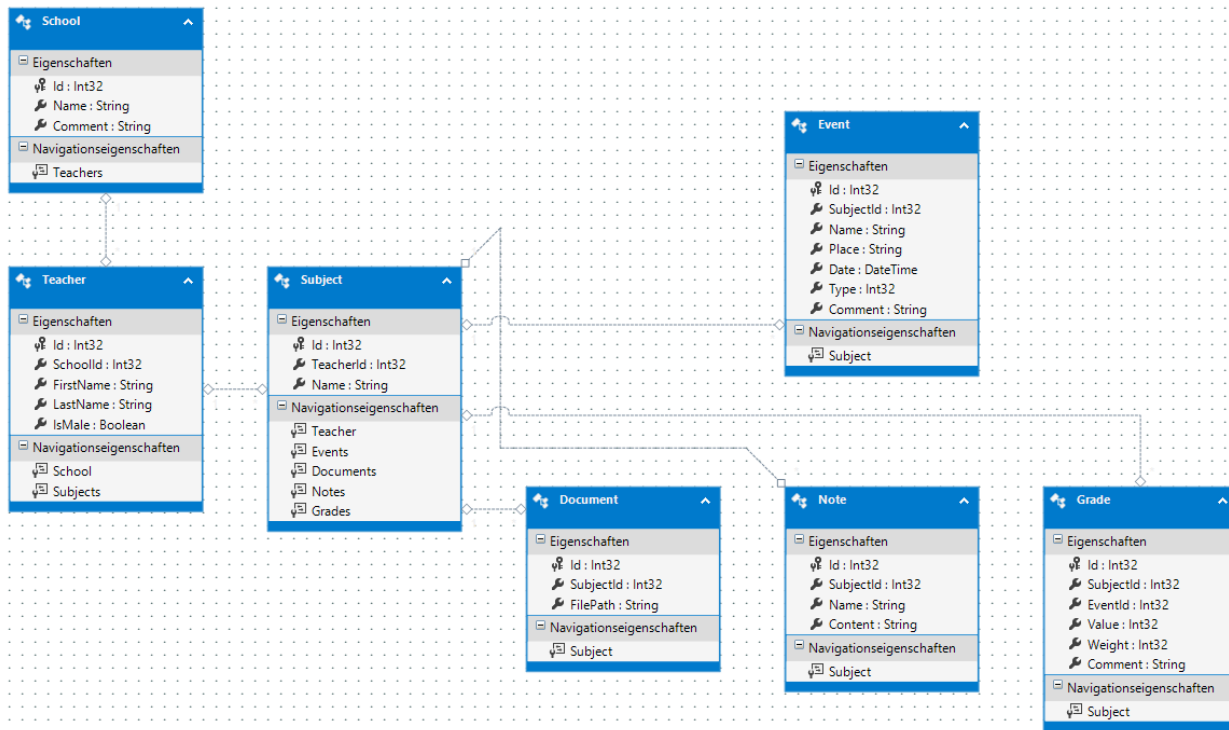 School
Eigenschaften
Id : Int32
Name : String
Comment : String
Navigationseigenschaften
Teachers
Teacher
Eigenschaften
Id : Int32
SchoolId : Int32
FirstName : String
LastName : String
IsMale : Boolean
Navigationseigenschaften
School
Subjects
Subject
Eigenschaften
Id : Int32
TeacherId : Int32
Name : String
Navigationseigenschaften
Teacher
Events
Documents
Notes
Grades
Event
Eigenschaften
Id : Int32
SubjectId : Int32
Name : String
Place : String
Date : DateTime
Type : Int32
Comment : String
Navigationseigenschaften
Subject
Document
Eigenschaften
Id : Int32
SubjectId : Int32
FilePath : String
Navigationseigenschaften
Subject
Note
Eigenschaften
Id : Int32
SubjectId : Int32
Name : String
Content : String
Navigationseigenschaften
Subject
Grade
Eigenschaften
Id : Int32
SubjectId : Int32
EventId : Int32
Value : Int32
Weight : Int32
Comment : String
Navigationseigenschaften
Subject